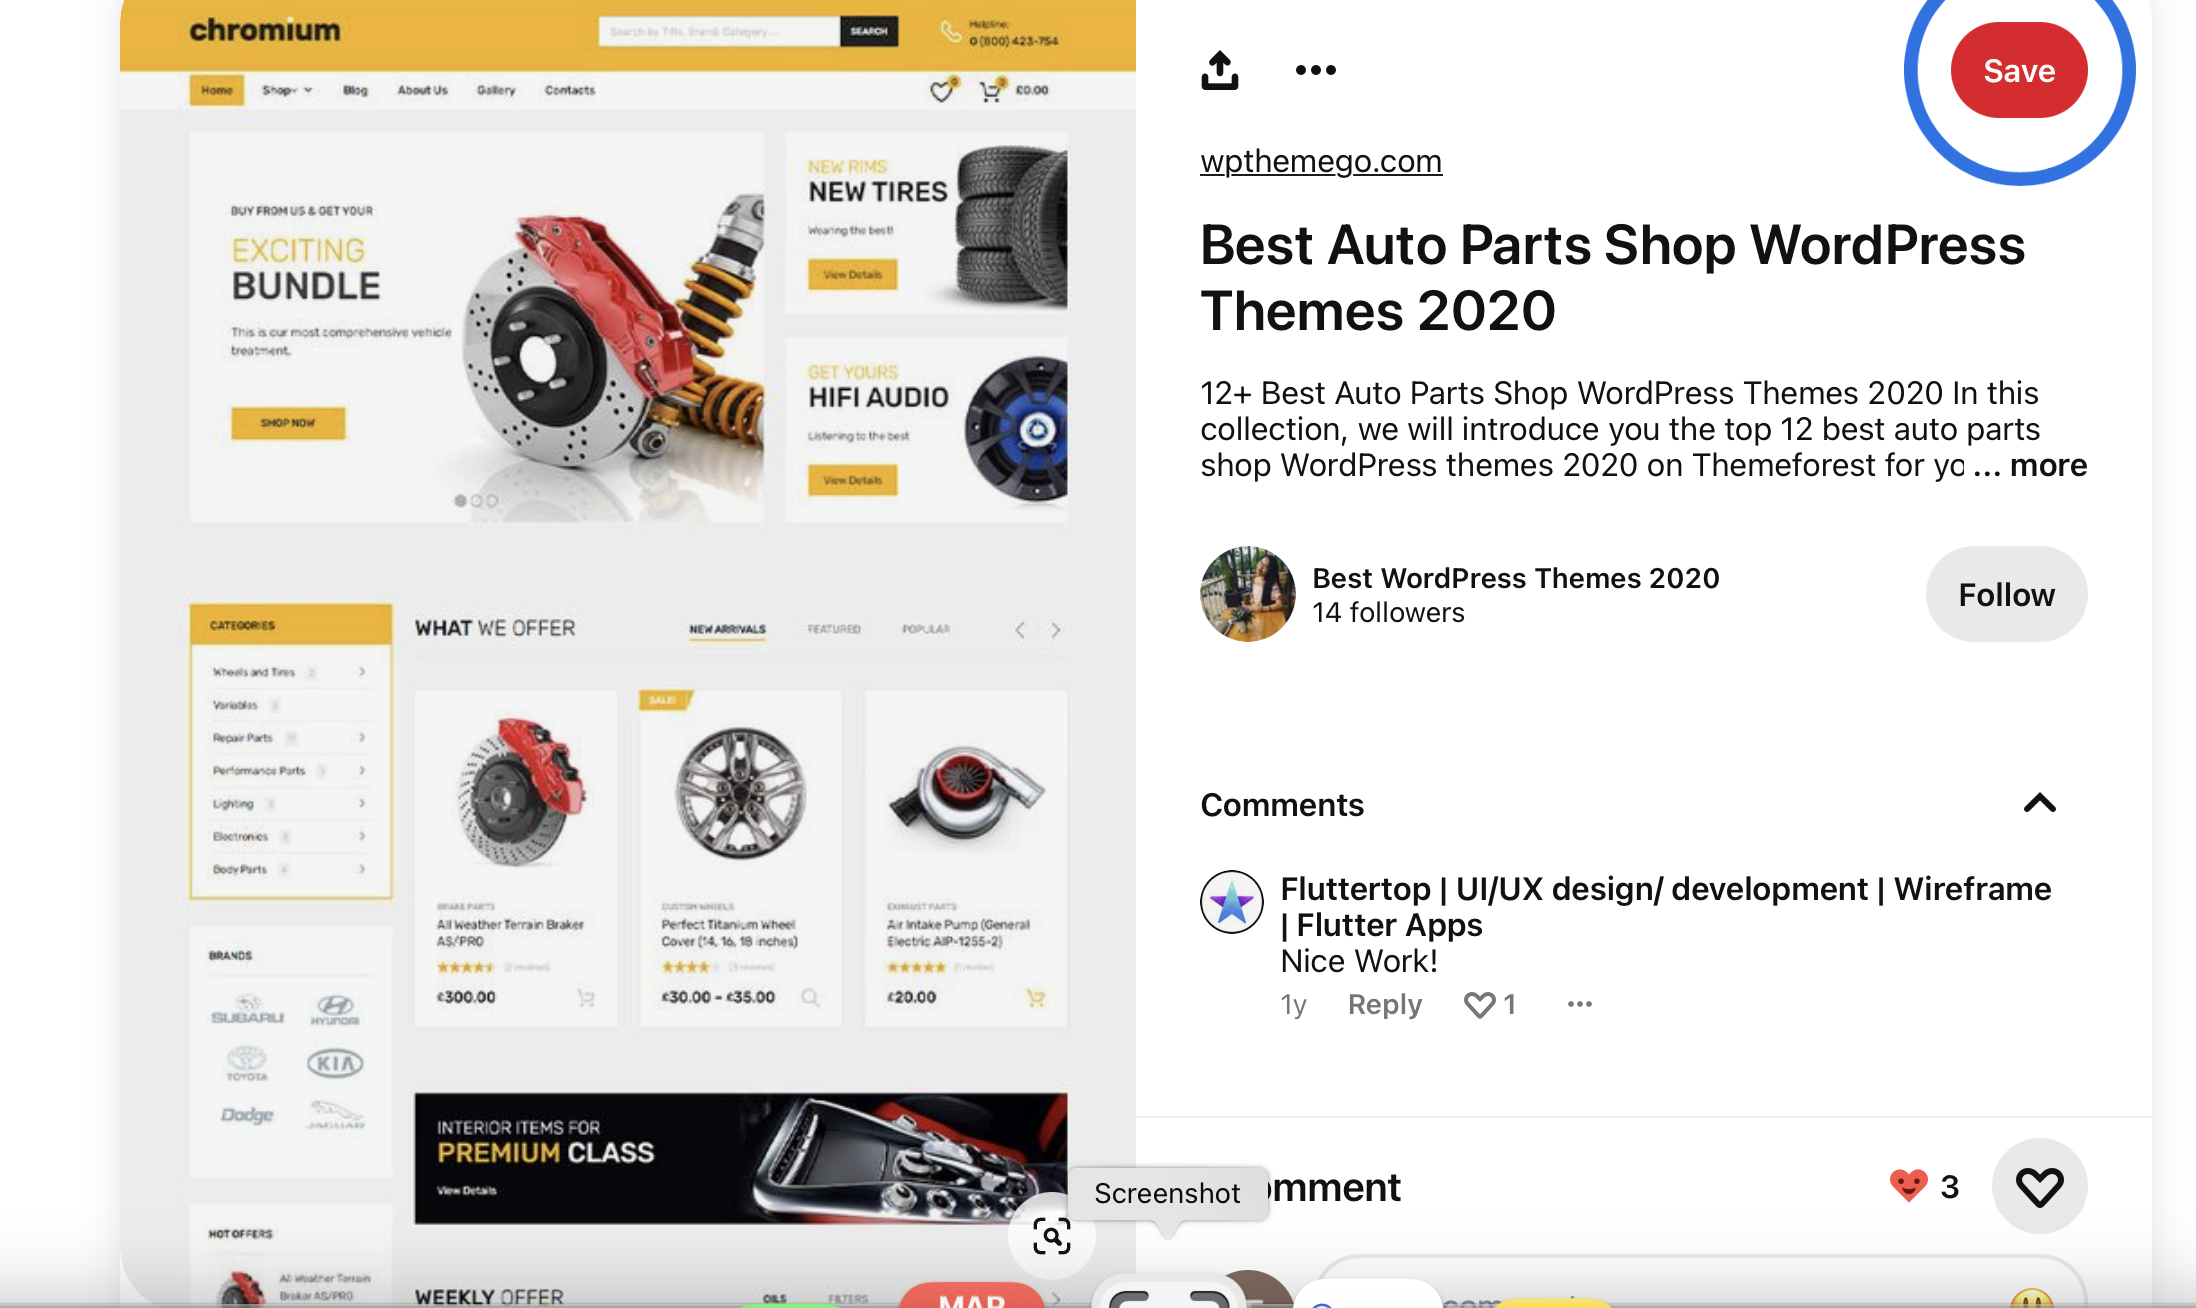 chromium
Search by Title, Brand, Category ...
SEARCH
Helpline:
0 (800) 423-754
Home
Shop
Blog
About Us
Gallery
Contacts
0
0
£0.00
BUY FROM US & GET YOUR
EXCITING
BUNDLE
This is our most comprehensive vehicle
treatment.
SHOP NOW
NEW RIMS
NEW TIRES
Wearing the best!
View Details
GET YOURS
HIFI AUDIO
Listening to the best
View Details
CATEGORIES
Wheels and Tires
Variables
Repair Parts
Performance Parts
Lighting
Electronics
Body Parts
BRANDS
SUBARU
HYUNDAI
TOYOTA
KIA
Dodge
JAGUAR
HOT OFFERS
All Weather Terrain
Braker AS/PRO
WHAT WE OFFER
NEW ARRIVALS
FEATURED
POPULAR
BRAKE PARTS
All Weather Terrain Braker
AS/PRO
(2 reviews)
£300.00
SALE!
CUSTOM WHEELS
Perfect Titanium Wheel
Cover (14, 16, 18 inches)
(3 reviews)
£30.00 – £35.00
EXHAUST PARTS
Air Intake Pump (General
Electric AIP-1255-2)
(1 review)
£20.00
INTERIOR ITEMS FOR
PREMIUM CLASS
View Details
WEEKLY OFFER
OILS
FILTERS
Save
wpthemego.com
Best Auto Parts Shop WordPress
Themes 2020
12+ Best Auto Parts Shop WordPress Themes 2020 In this
collection, we will introduce you the top 12 best auto parts
shop WordPress themes 2020 on Themeforest for yo ... more
Best WordPress Themes 2020
14 followers
Follow
Comments
Fluttertop | UI/UX design/ development | Wireframe
| Flutter Apps
Nice Work!
1y
Reply
1
omment
3
Screenshot
MAR